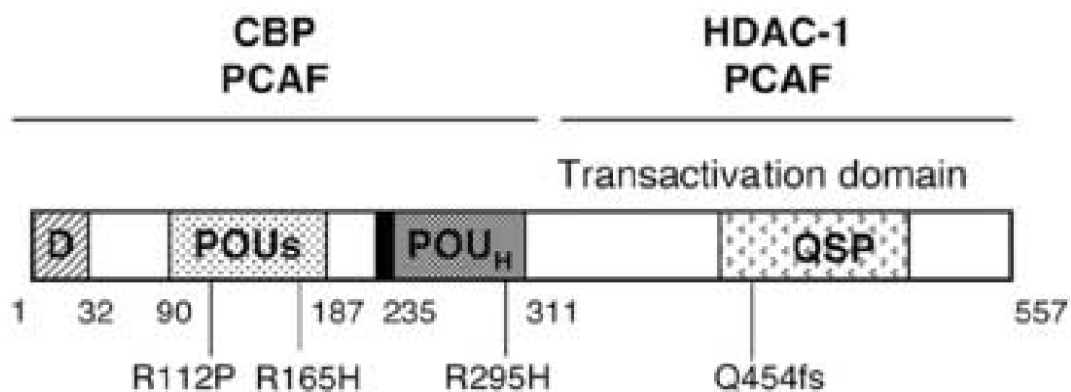 CBP HDAC-1
PCAF PCAF
Transactivation domain
D POUs POUH QSP
1 32 90 187 235 311 557
R112P R165H R295H Q454fs